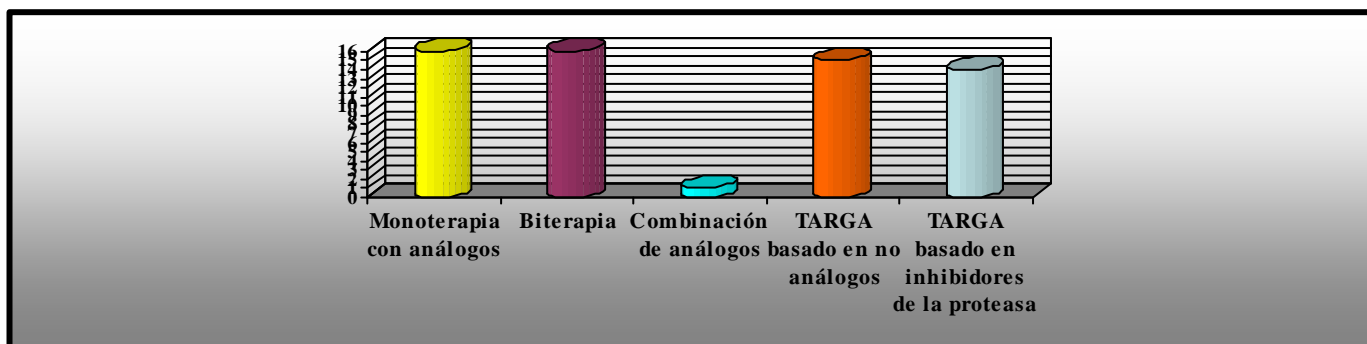 16
15
14
13
12
11
10
9
8
7
6
5
4
3
2
1
0
Monoterapia
con análogos
Biterapia
Combinación
de análogos
TARGA
basado en no
análogos
TARGA
basado en
inhibidores
de la proteasa